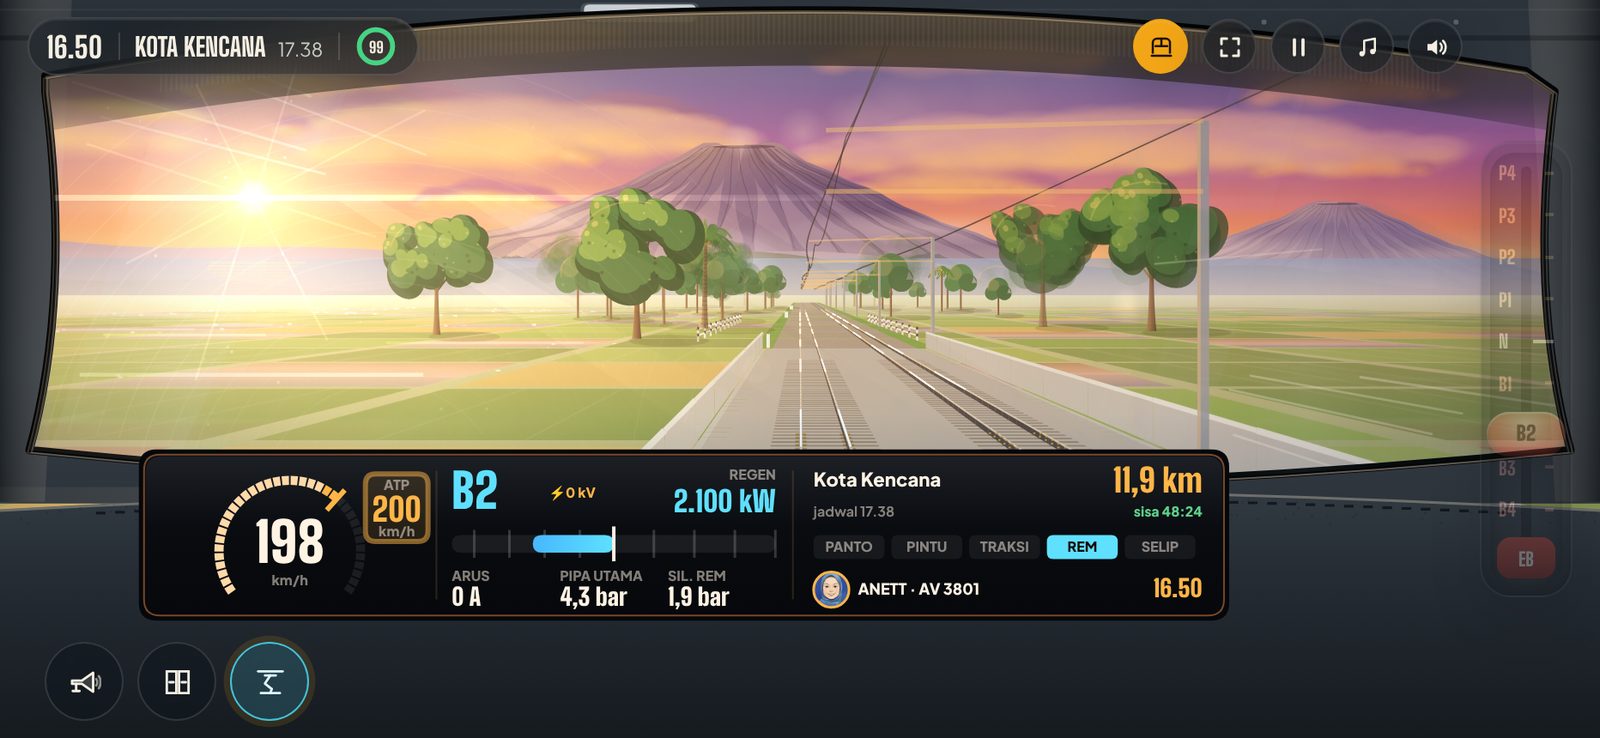 16.50 KOTA KENCANA 17.38 99
P4
P3
P2
P1
N
B1
B2
B3
B4
EB
198
km/h
ATP
200
km/h
B2
⚡0 kV
REGEN
2.100 kW
ARUS
0 A
PIPA UTAMA
4,3 bar
SIL. REM
1,9 bar
Kota Kencana
11,9 km
jadwal 17.38
sisa 48:24
PANTO PINTU TRAKSI REM SELIP
ANETT · AV 3801
16.50